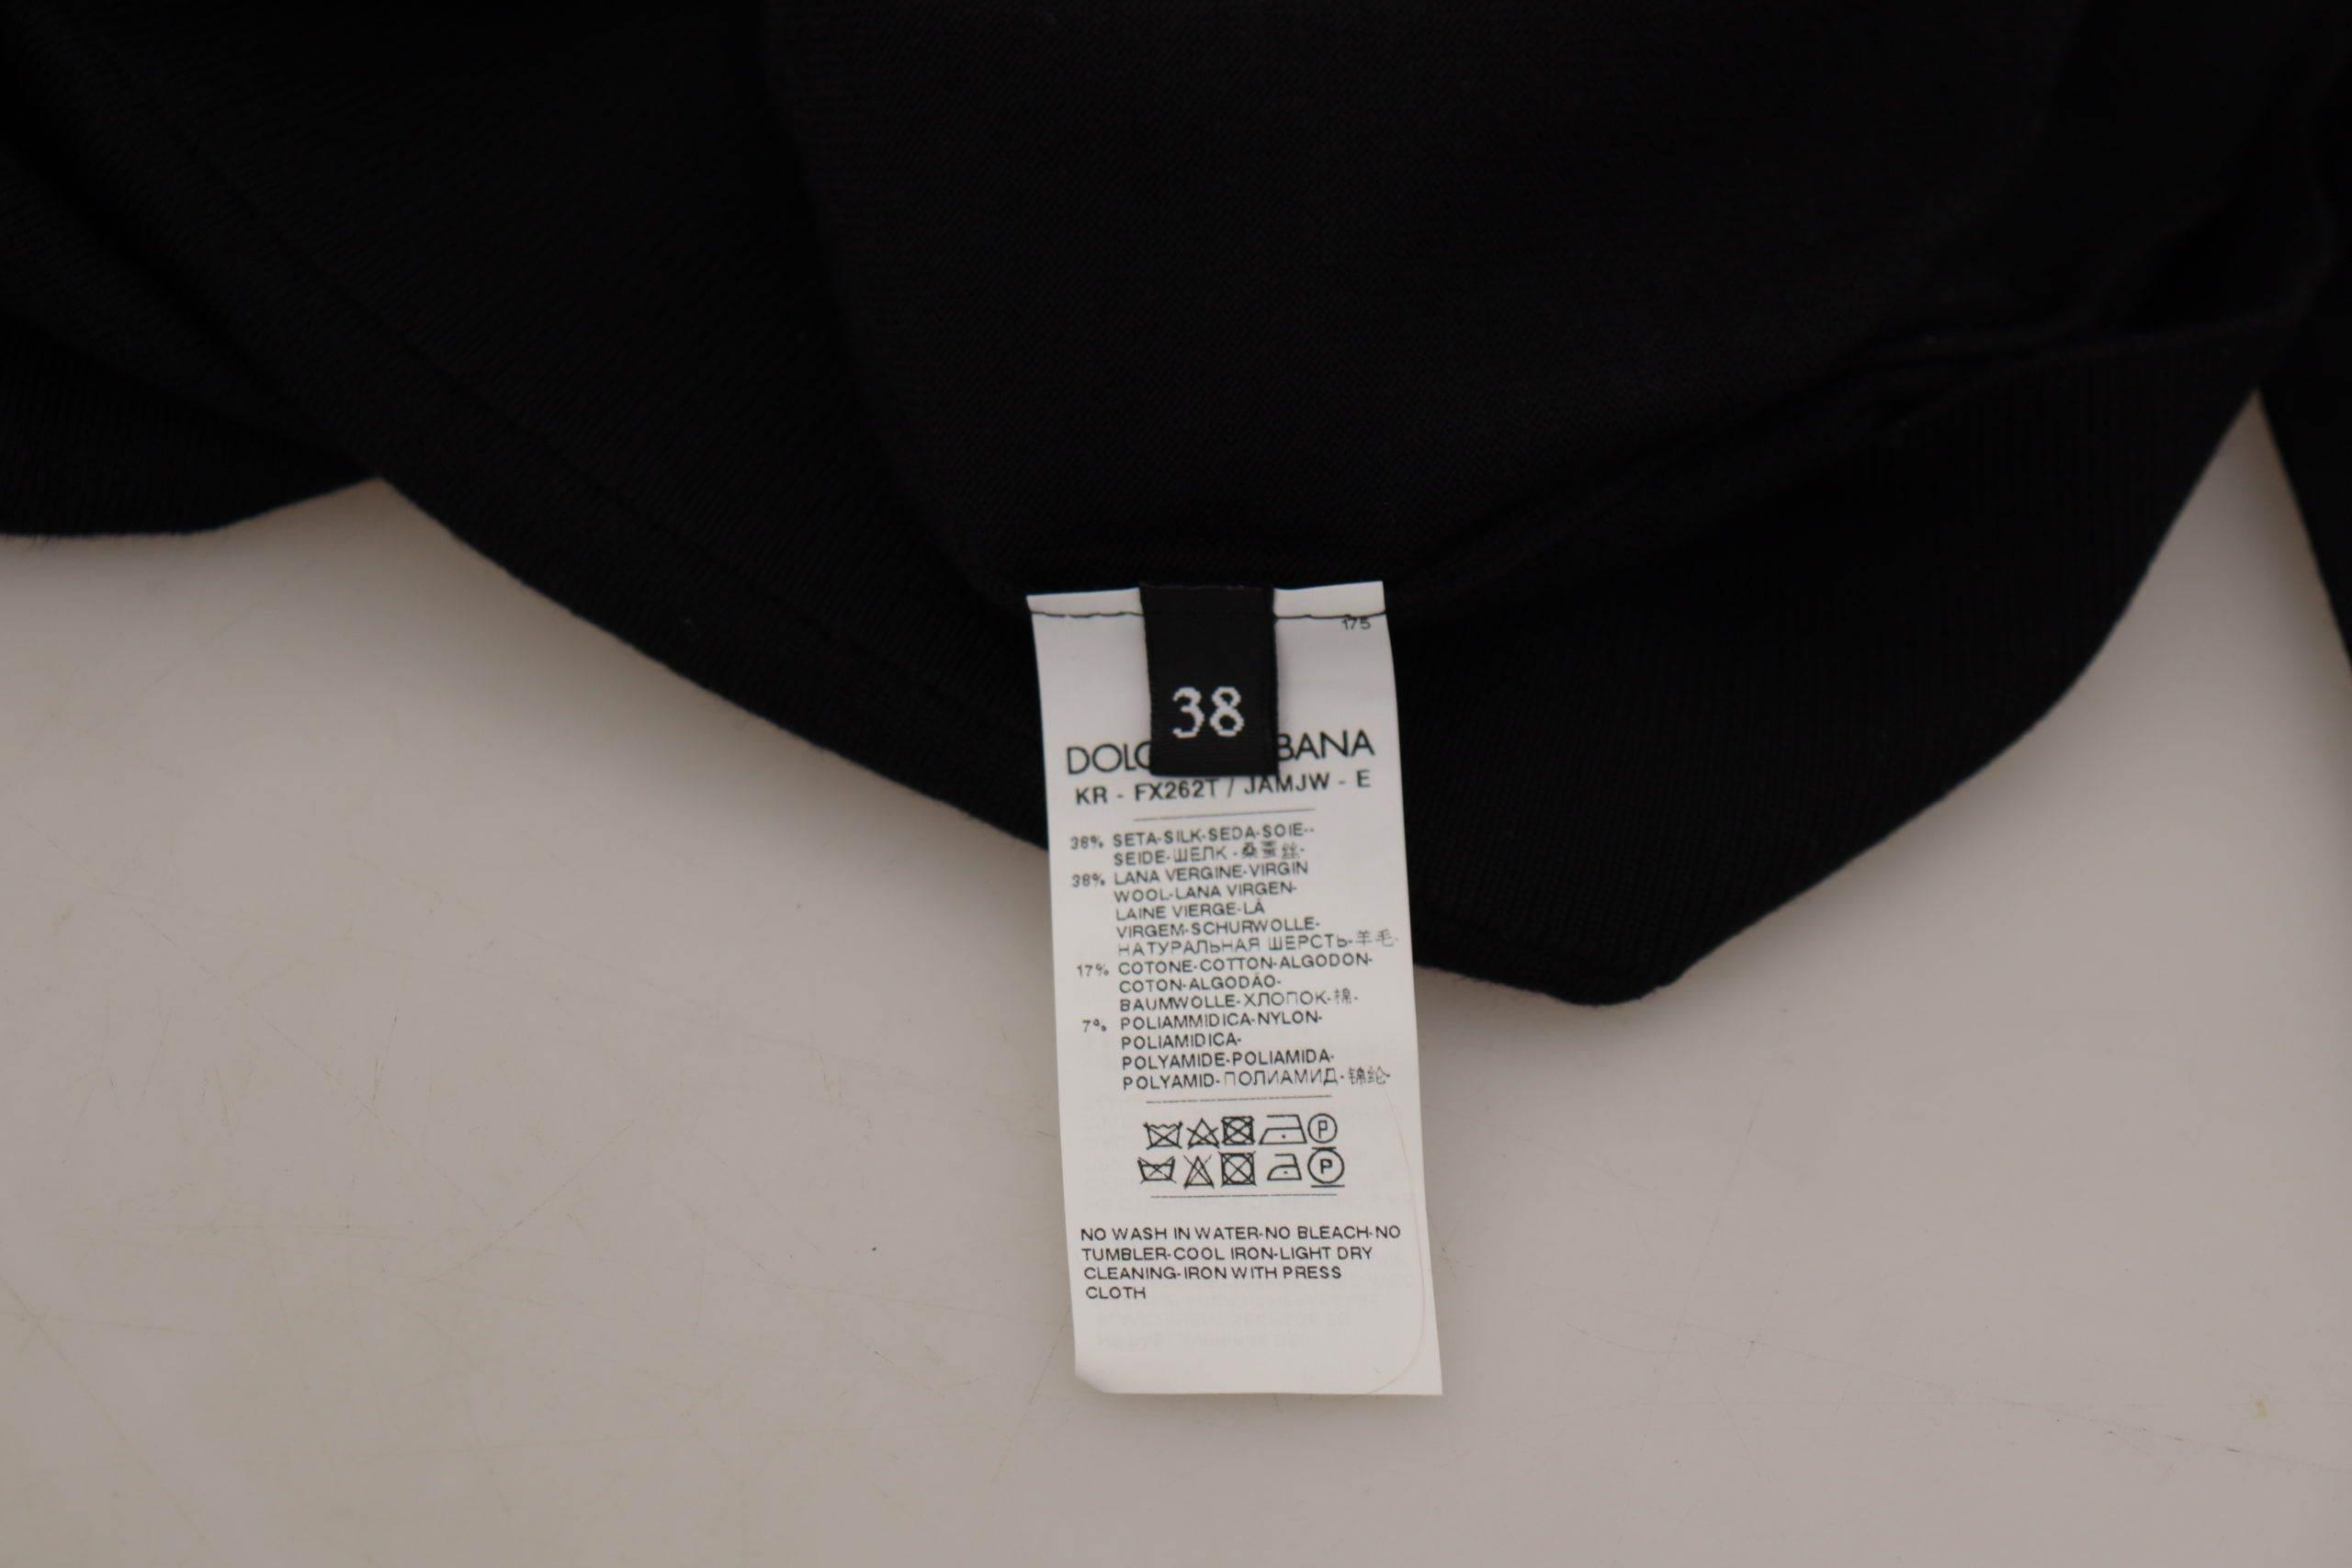 175
38
DOLC BANA
KR - FX262T / JAMJW - E
38% SETA-SILK-SEDA-SOIE--
SEIDE-ШЕЛК-桑蚕丝-
38% LANA VERGINE-VIRGIN
WOOL-LANA VIRGEN-
LAINE VIERGE-LÃ
VIRGEM-SCHURWOLLE-
НАТУРАЛЬНАЯ ШЕРСТЬ-羊毛-
17% COTONE-COTTON-ALGODON-
COTON-ALGODÃO-
BAUMWOLLE-ХЛОПОК-棉-
7% POLIAMMIDICA-NYLON-
POLIAMIDICA-
POLYAMIDE-POLIAMIDA-
POLYAMID-ПОЛИАМИД-锦纶-
P
P
NO WASH IN WATER-NO BLEACH-NO
TUMBLER-COOL IRON-LIGHT DRY
CLEANING-IRON WITH PRESS
CLOTH